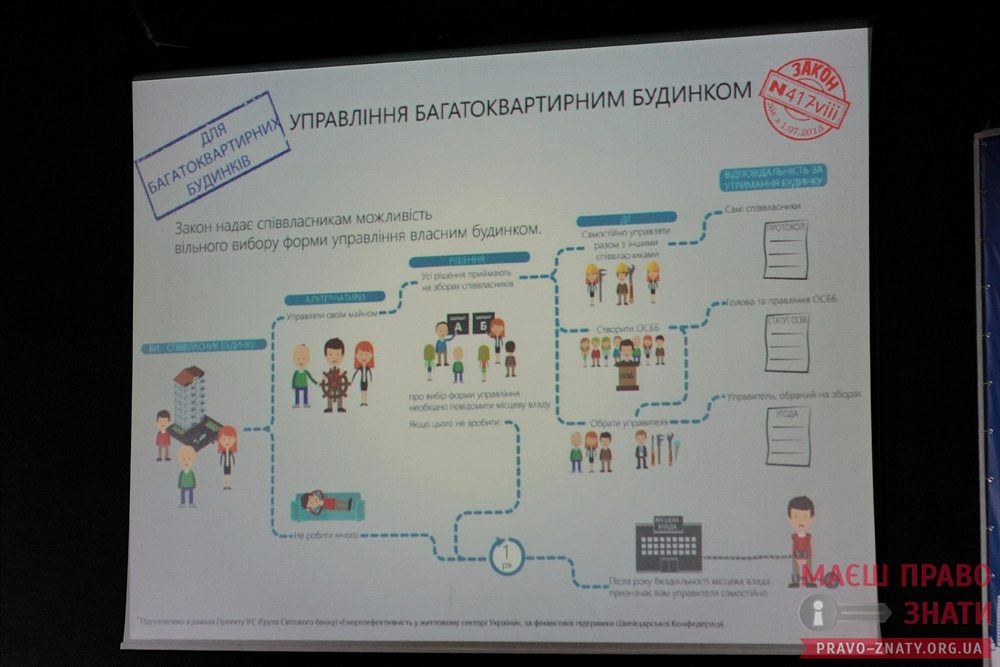 ДЛЯ
БАГАТОКВАРТИРНИХ
БУДИНКІВ
УПРАВЛІННЯ БАГАТОКВАРТИРНИМ БУДИНКОМ
ЗАКОН
N417-viii
діє з 1.07.2015
Закон надає співвласникам можливість
вільного вибору форми управління власним будинком.
ВИ - СПІВВЛАСНИК БУДИНКУ
АЛЬТЕРНАТИВИ
Управляти своїм майном
Не робити нічого
РІШЕННЯ
Усі рішення приймають
на зборах співвласників
ВАРІАНТ
А
ВАРІАНТ
Б
про вибір форми управління
необхідно повідомити місцеву владу
Якщо цього не зробити:
1
рік
ДІЇ
Самостійно управляти
разом з іншими
співвласниками
Створити ОСББ
ОСББ
Обрати управителя
ВІДПОВІДАЛЬНІСТЬ ЗА
УТРИМАННЯ БУДИНКУ
Самі співвласники
ПРОТОКОЛ
Голова та правління ОСББ
СТАТУТ ОСББ
Управитель, обраний на зборах
УГОДА
МІСЦЕВА
ВЛАДА
Після року бездіяльності місцева влада
призначає вам управителя самостійно
Підготовлено в рамках Проекту IFC (Група Світового банку) «Енергоефективність у житловому секторі України», за фінансової підтримки Швейцарської Конфедерації.
МАЄШ ПРАВО
ЗНАТИ
PRAVO-ZNATY.ORG.UA